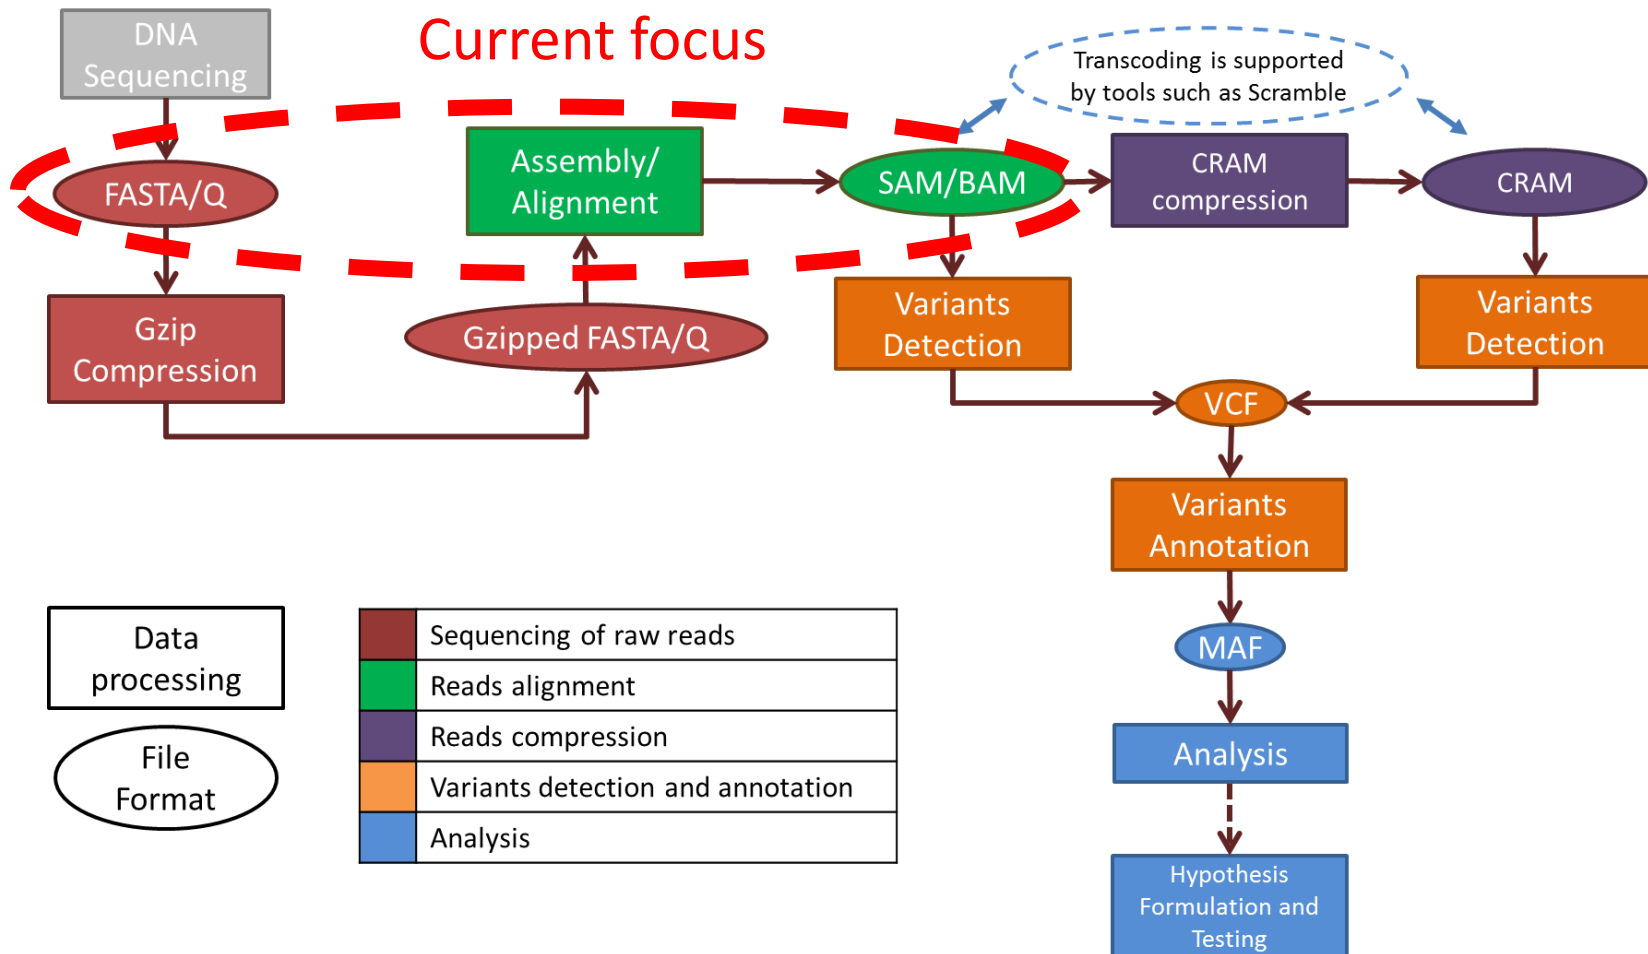 DNA
Sequencing
Current focus
Transcoding is supported
by tools such as Scramble
FASTA/Q
Assembly/
Alignment
SAM/BAM
CRAM
compression
CRAM
Gzip
Compression
Gzipped FASTA/Q
Variants
Detection
Variants
Detection
VCF
Variants
Annotation
MAF
Analysis
Hypothesis
Formulation and
Testing
Data
processing
File
Format
Sequencing of raw reads
Reads alignment
Reads compression
Variants detection and annotation
Analysis